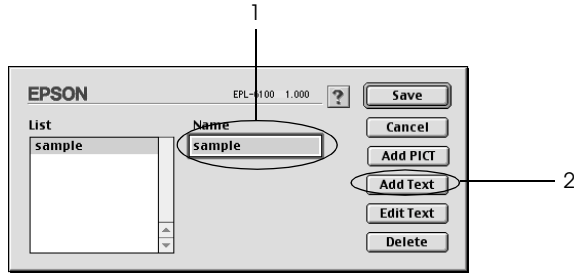 1
EPSON
EPL-6100 1.000
?
Save
List
Name
Cancel
sample
sample
Add PICT
Add Text
2
Edit Text
Delete